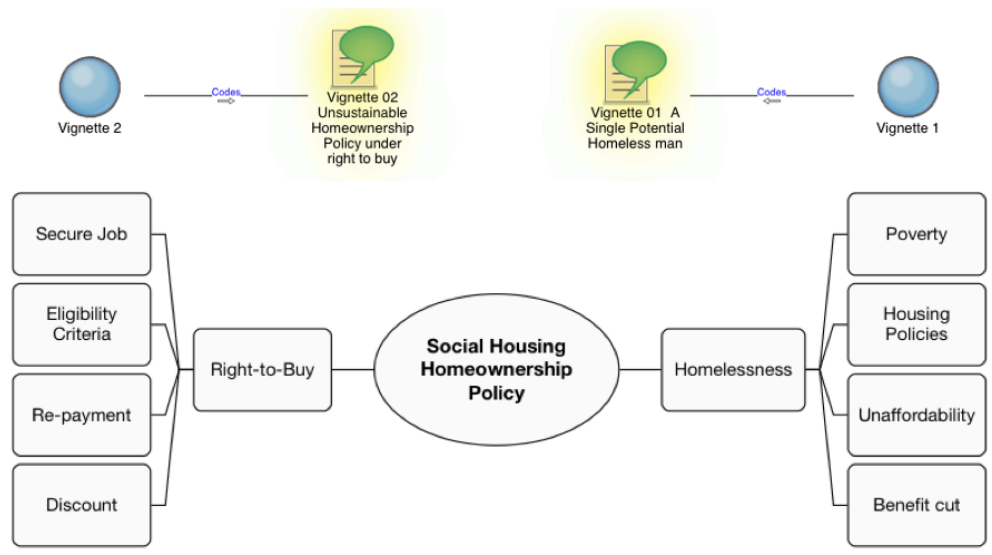 Codes
Codes
Vignette 2
Vignette 02
Unsustainable
Homeownership
Policy under
right to buy
Vignette 01 A
Single Potential
Homeless man
Vignette 1
Secure Job
Eligibility
Criteria
Re-payment
Discount
Right-to-Buy
Social Housing
Homeownership
Policy
Homelessness
Poverty
Housing
Policies
Unaffordability
Benefit cut